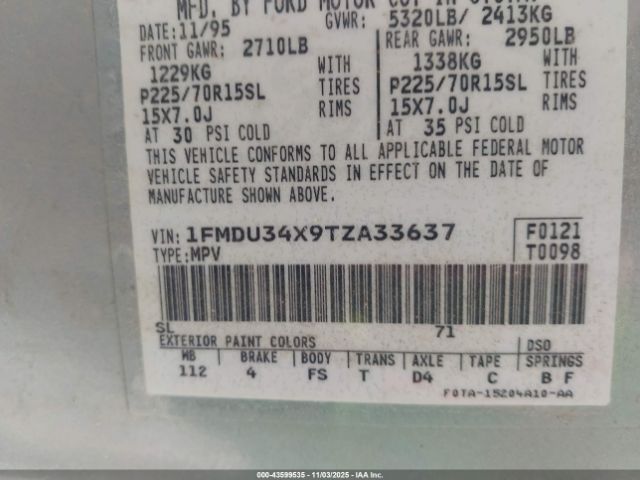 MFD. BY FORD MOTOR CO. IN U.S.A.
DATE: 11/95 GVWR: 5320LB/ 2413KG
FRONT GAWR: 2710LB REAR GAWR: 2950LB
1229KG WITH 1338KG WITH
P225/70R15SL TIRES P225/70R15SL TIRES
15X7.0J RIMS 15X7.0J RIMS
AT 30 PSI COLD AT 35 PSI COLD
THIS VEHICLE CONFORMS TO ALL APPLICABLE FEDERAL MOTOR
VEHICLE SAFETY STANDARDS IN EFFECT ON THE DATE OF
MANUFACTURE SHOWN ABOVE.
VIN: 1FMDU34X9TZA33637 F0121
TYPE: MPV T0098
SL 71
EXTERIOR PAINT COLORS DSO
WB BRAKE BODY TRANS AXLE TAPE SPRINGS
112 4 FS T D4 C B F
F0TA-15204A10-AA
000-43599535 - 11/03/2025 - IAA Inc.